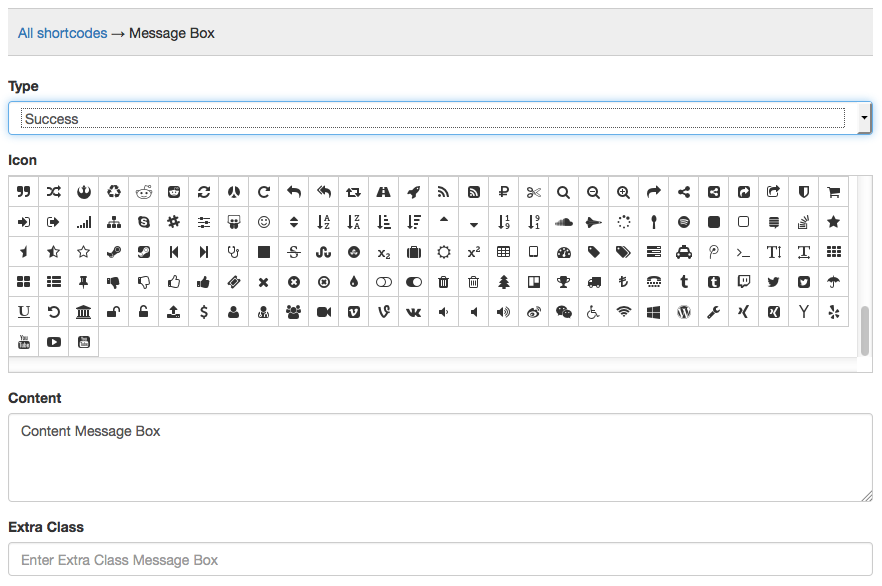 All shortcodes → Message Box
Type
Success
Icon
Content
Content Message Box
Extra Class
Enter Extra Class Message Box